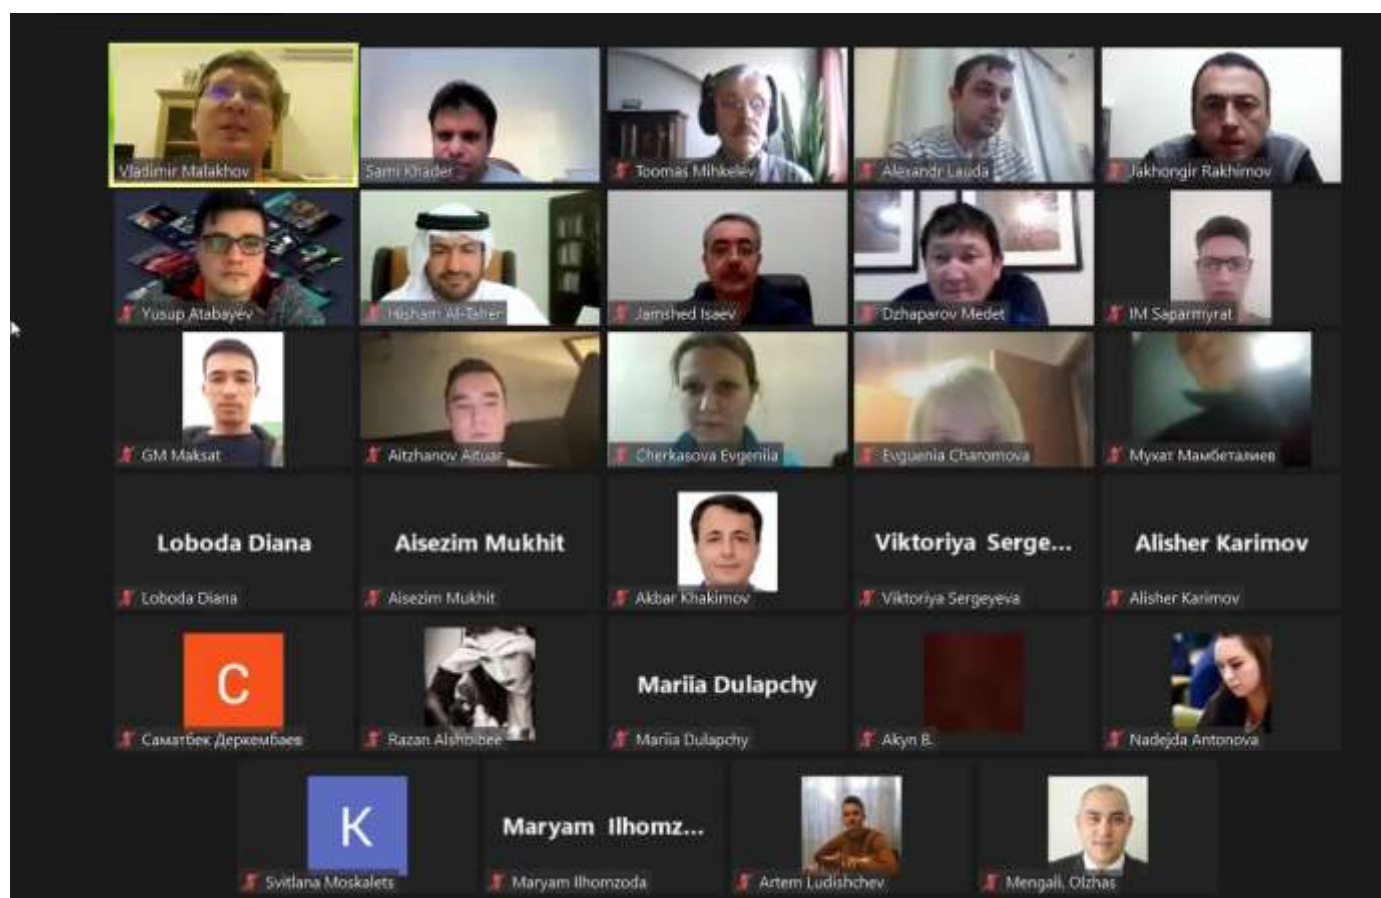 Vladimir Malakhov
Sami Khader
Toomas Mihkelev
Alexandr Lauda
Jakhongir Rakhimov
Yusup Atabayev
Hisham Al-Taher
Jamshed Isaev
Dzhaparov Medet
IM Saparmyrat
GM Maksat
Aitzhanov Aituar
Cherkasova Evgeniia
Evguenia Charomova
Мухат Мамбеталиев
Loboda Diana
Loboda Diana
Aisezim Mukhit
Aisezim Mukhit
Akbar Khakimov
Viktoriya Serge...
Viktoriya Sergeyeva
Alisher Karimov
Alisher Karimov
С
Саматбек Деркембаев
Razan Alshoibee
Mariia Dulapchy
Mariia Dulapchy
Akyn B.
Nadejda Antonova
K
Svitlana Moskalets
Maryam Ilhomz...
Maryam Ilhomzoda
Artem Ludishchev
Mengali. Olzhas